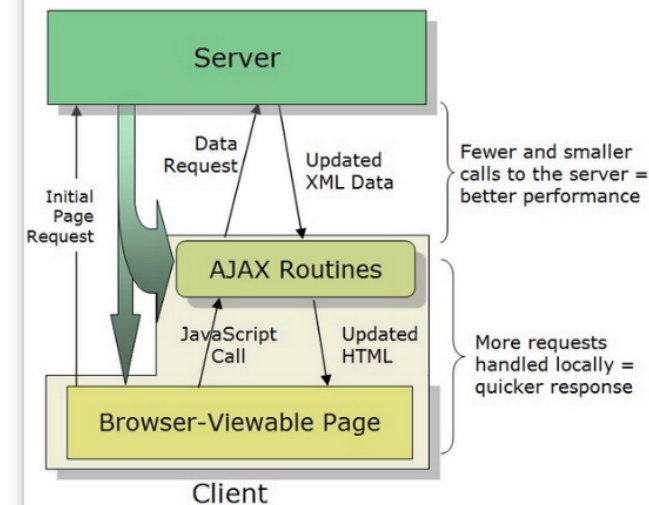 Server
Data
Request
Updated
XML Data
Initial
Page
Request
Fewer and smaller
calls to the server =
better performance
AJAX Routines
JavaScript
Call
Updated
HTML
More requests
handled locally =
quicker response
Browser-Viewable Page
Client